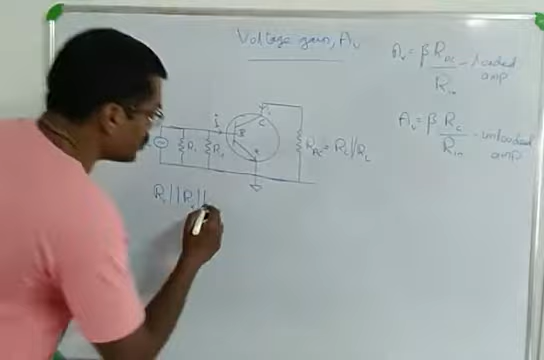 Voltage gain, Av
Av = β RAC / Rin - loaded amp
Av = β RC / Rin - unloaded amp
ib
C
B
R1
R2
RAC = RC//RL
R1||R2||